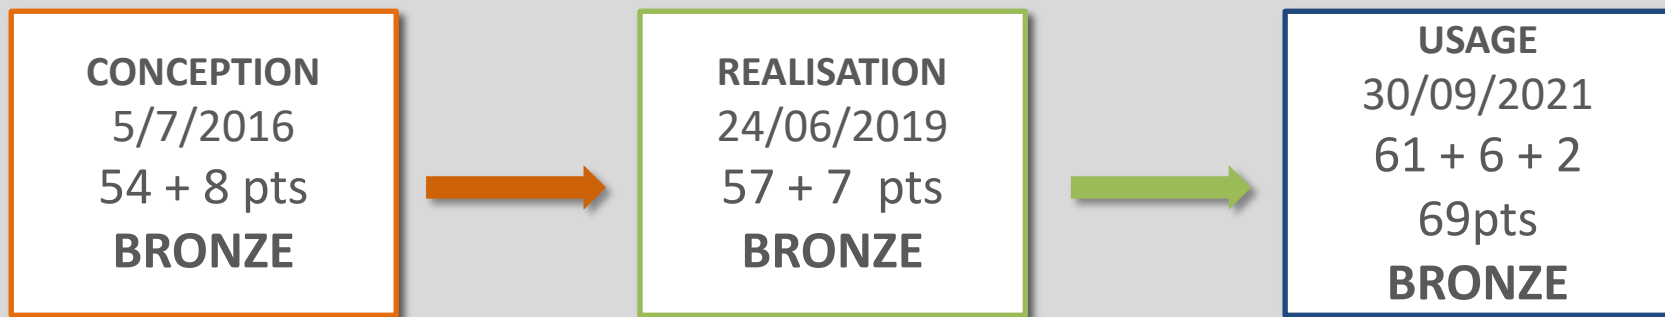 CONCEPTION
5/7/2016
54 + 8 pts
BRONZE
REALISATION
24/06/2019
57 + 7 pts
BRONZE
USAGE
30/09/2021
61 + 6 + 2
69pts
BRONZE